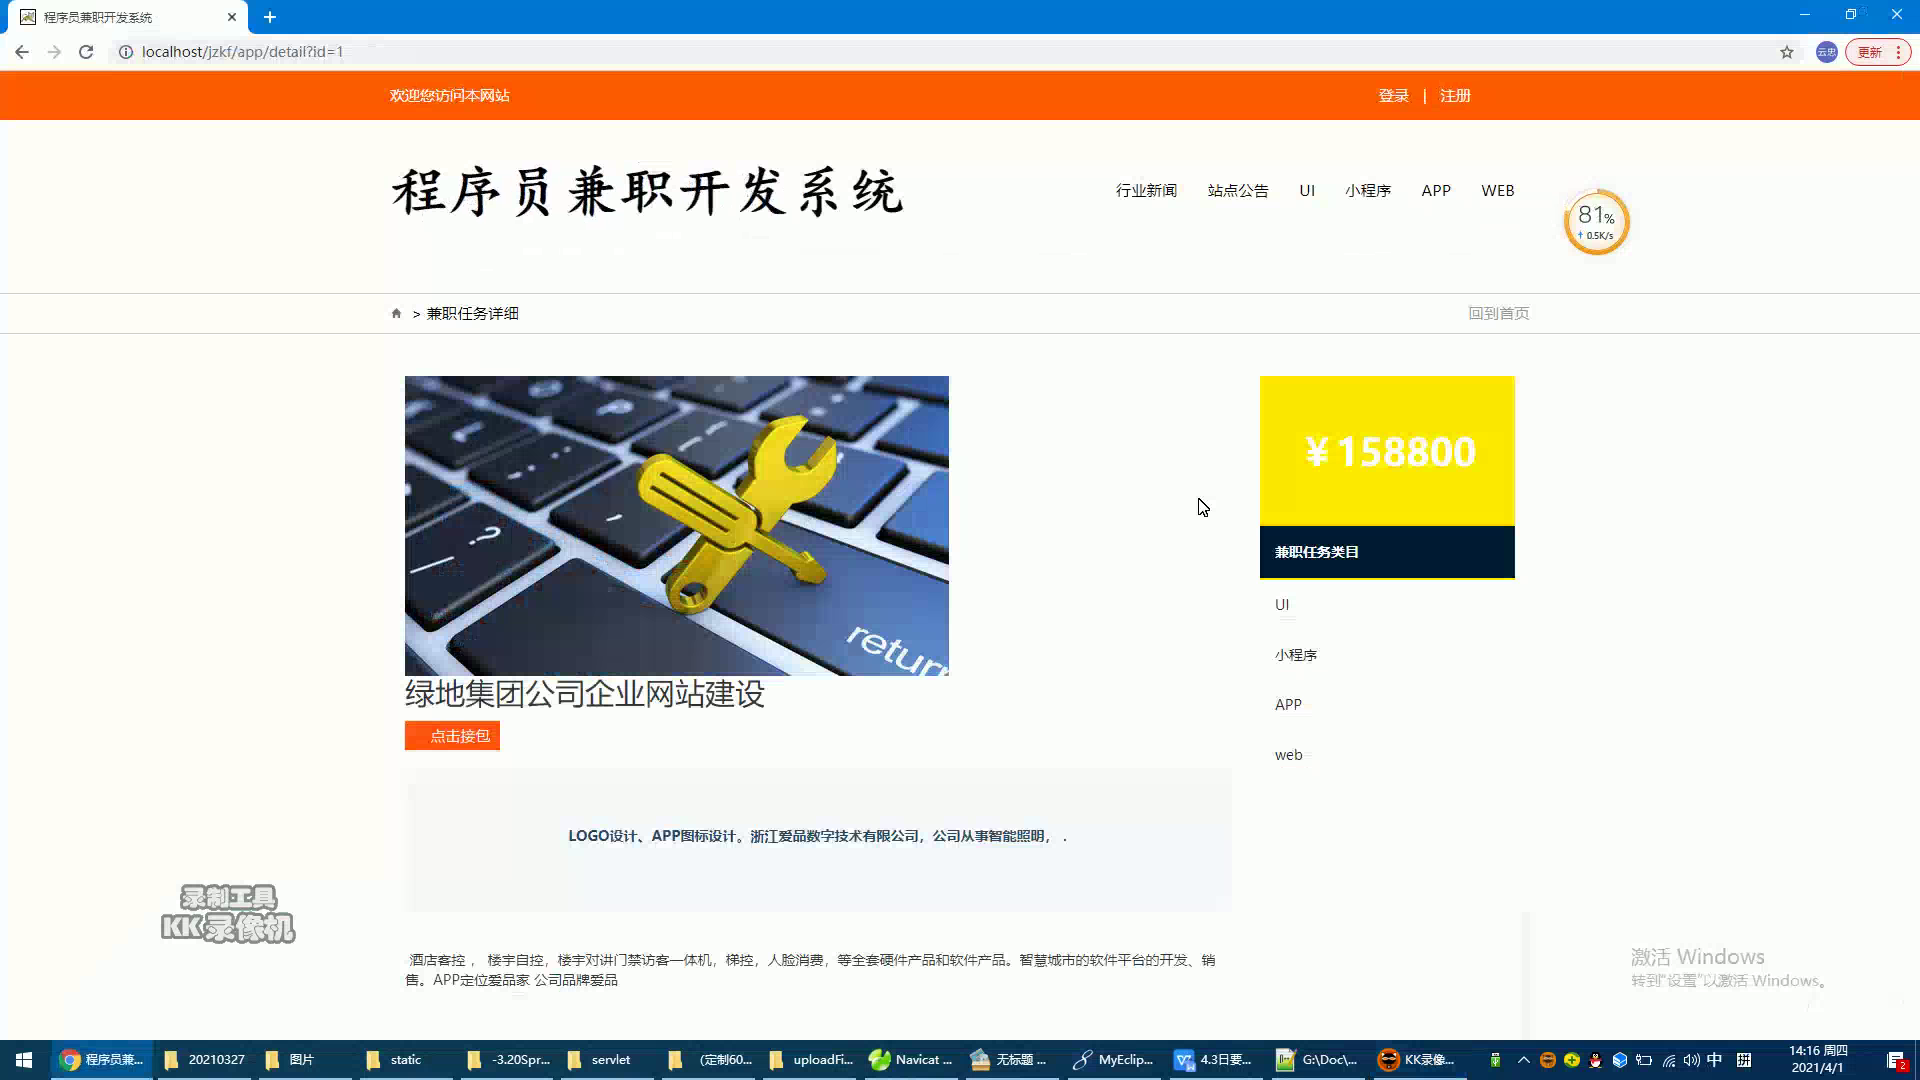 程序员兼职开发系统
localhost/jzkf/app/detail?id=1
更新
欢迎您访问本网站
登录 | 注册
程序员兼职开发系统
行业新闻 站点公告 UI 小程序 APP WEB
81%
↑ 0.5K/s
> 兼职任务详细
回到首页
return
¥158800
兼职任务类目
UI
小程序
APP
web
绿地集团公司企业网站建设
点击接包
LOGO设计、APP图标设计。浙江爱品数字技术有限公司，公司从事智能照明， .
酒店客控 ， 楼宇自控，楼宇对讲门禁访客一体机，梯控，人脸消费，等全套硬件产品和软件产品。智慧城市的软件平台的开发、销
售。APP定位爱品家 公司品牌爱品
录制工具
KK录像机
激活 Windows
转到"设置"以激活 Windows。
程序员兼... 20210327 图片 static -3.20Spr... servlet (定制60... uploadFi... Navicat ... 无标题 ... MyEclip... 4.3日要... G:\Doc\... KK录像... 中 拼
14:16 周四
2021/4/1
2